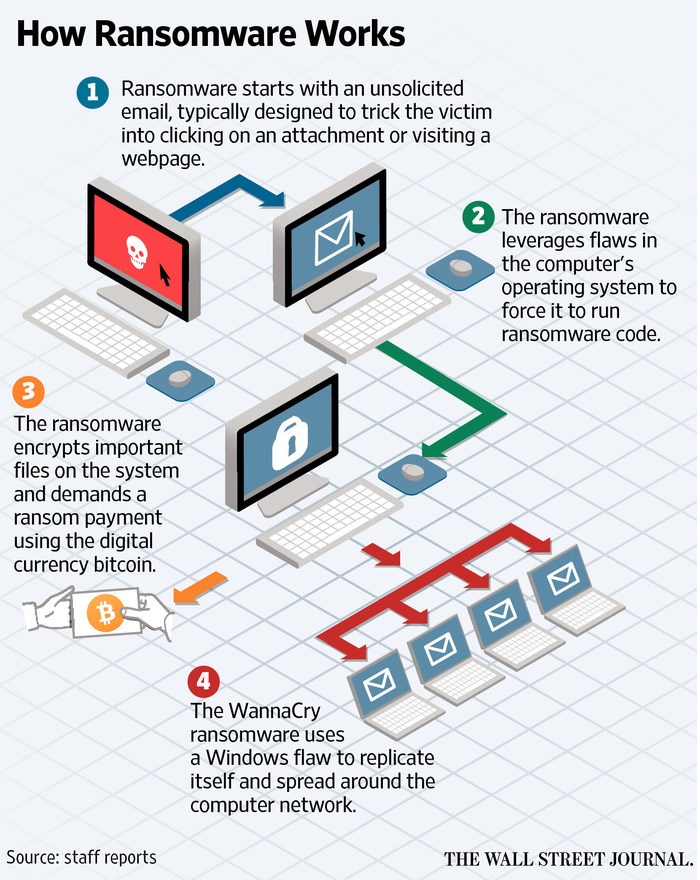 How Ransomware Works
1
Ransomware starts with an unsolicited
email, typically designed to trick the victim
into clicking on an attachment or visiting a
webpage.
2
The ransomware
leverages flaws in
the computer's
operating system to
force it to run
ransomware code.
3
The ransomware
encrypts important
files on the system
and demands a
ransom payment
using the digital
currency bitcoin.
4
The WannaCry
ransomware uses
a Windows flaw to replicate
itself and spread around the
computer network.
Source: staff reports
THE WALL STREET JOURNAL.